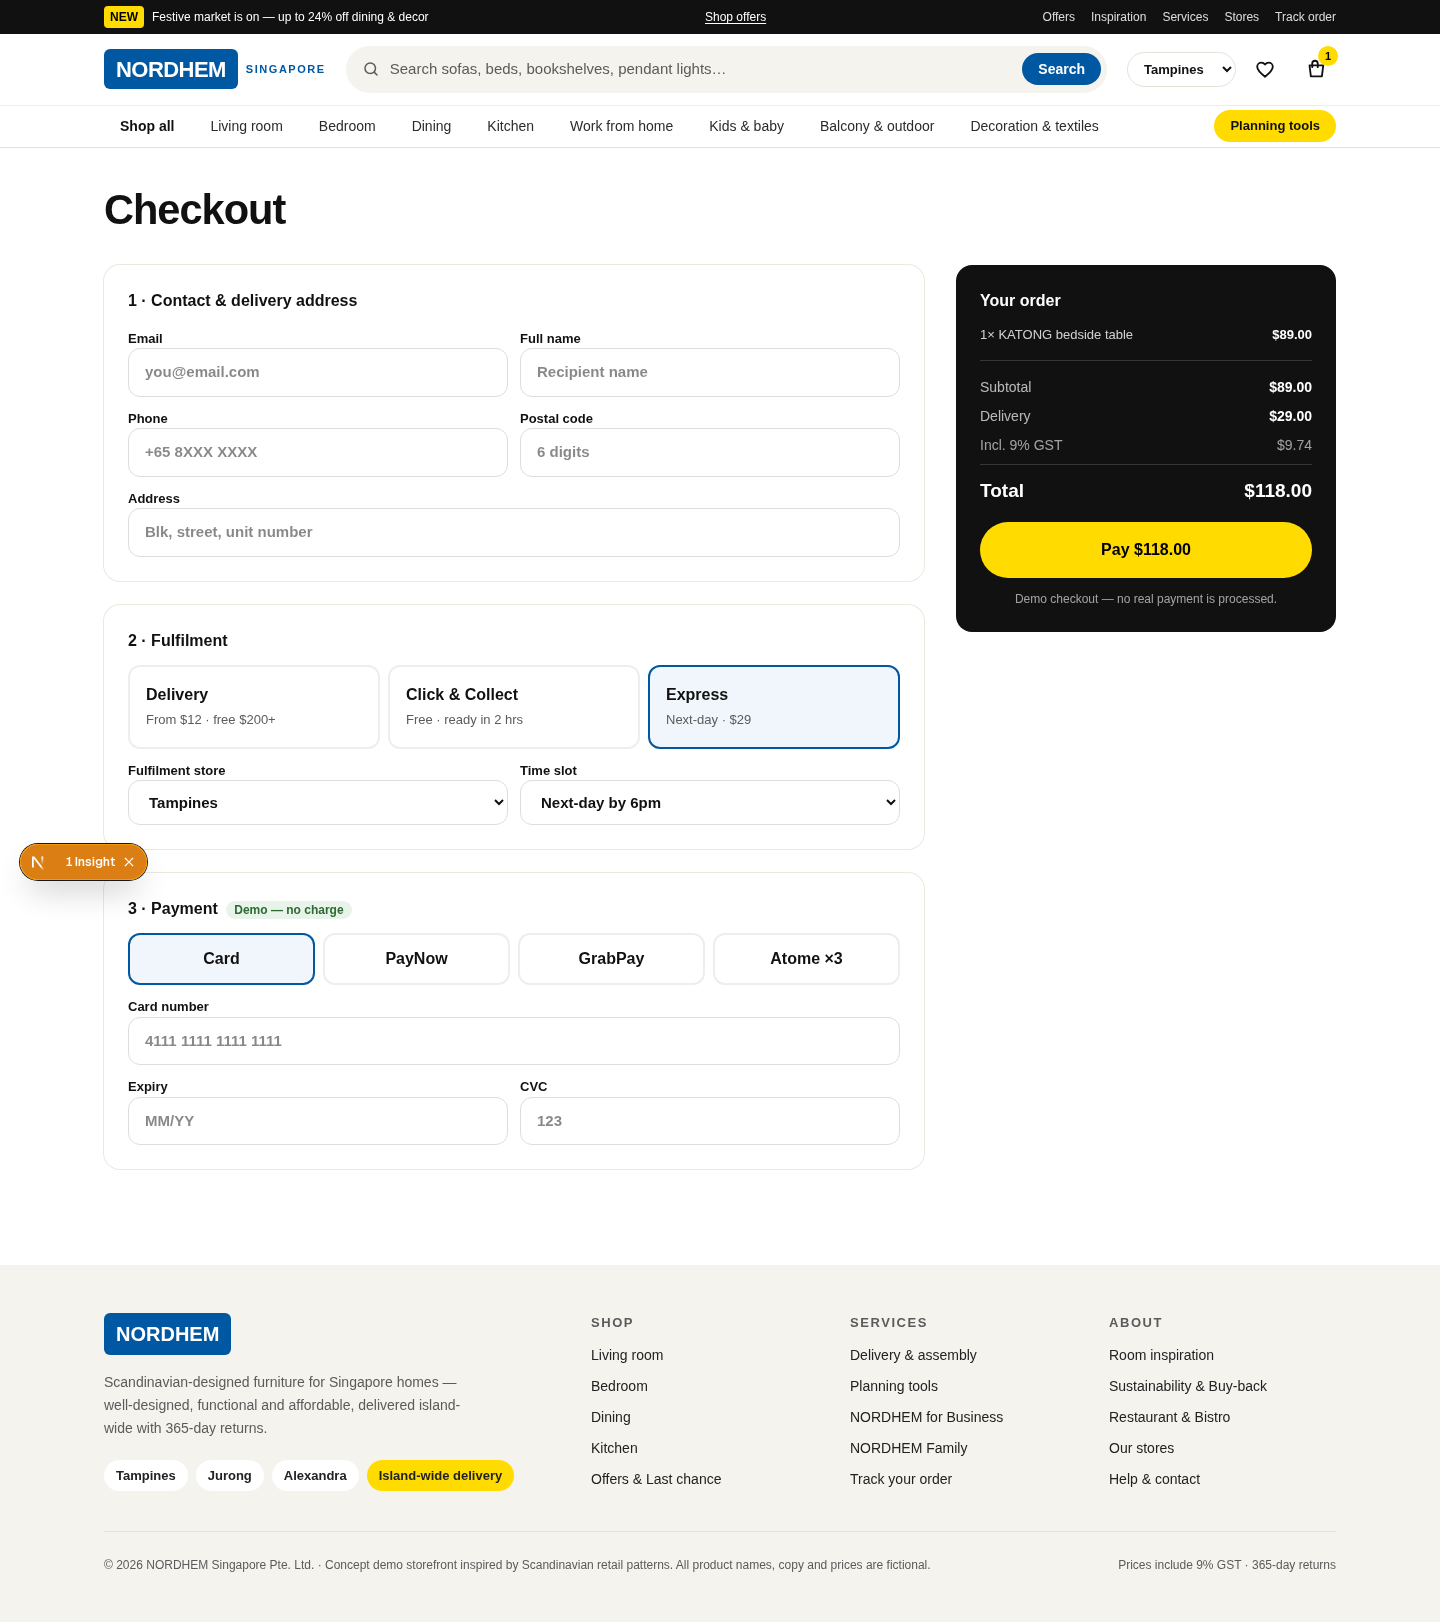 NEW Festive market is on — up to 24% off dining & decor Shop offers Offers Inspiration Services Stores Track order
NORDHEM SINGAPORE Search sofas, beds, bookshelves, pendant lights… Search Tampines 1
Shop all Living room Bedroom Dining Kitchen Work from home Kids & baby Balcony & outdoor Decoration & textiles Planning tools
Checkout
1 · Contact & delivery address
Email Full name
you@email.com Recipient name
Phone Postal code
+65 8XXX XXXX 6 digits
Address
Blk, street, unit number
2 · Fulfilment
Delivery Click & Collect Express
From $12 · free $200+ Free · ready in 2 hrs Next-day · $29
Fulfilment store Time slot
Tampines Next-day by 6pm
1 Insight
3 · Payment Demo — no charge
Card PayNow GrabPay Atome ×3
Card number
4111 1111 1111 1111
Expiry CVC
MM/YY 123
Your order
1× KATONG bedside table $89.00
Subtotal $89.00
Delivery $29.00
Incl. 9% GST $9.74
Total $118.00
Pay $118.00
Demo checkout — no real payment is processed.
NORDHEM
Scandinavian-designed furniture for Singapore homes —
well-designed, functional and affordable, delivered island-
wide with 365-day returns.
Tampines Jurong Alexandra Island-wide delivery
SHOP
Living room
Bedroom
Dining
Kitchen
Offers & Last chance
SERVICES
Delivery & assembly
Planning tools
NORDHEM for Business
NORDHEM Family
Track your order
ABOUT
Room inspiration
Sustainability & Buy-back
Restaurant & Bistro
Our stores
Help & contact
© 2026 NORDHEM Singapore Pte. Ltd. · Concept demo storefront inspired by Scandinavian retail patterns. All product names, copy and prices are fictional. Prices include 9% GST · 365-day returns